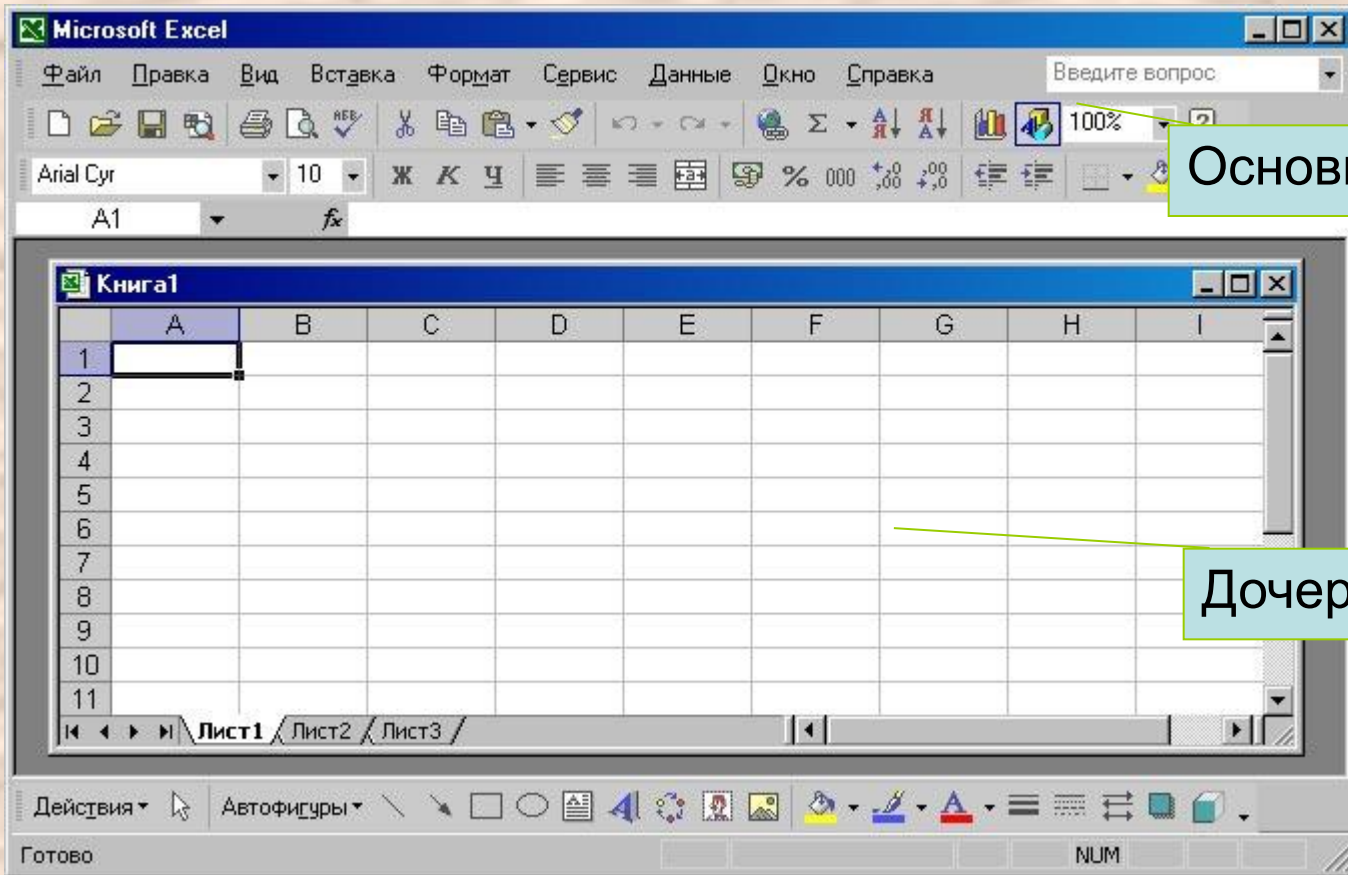 Microsoft Excel
Файл Правка Вид Вставка Формат Сервис Данные Окно Справка Введите вопрос
100%
Arial Cyr 10 Ж К Ч % 000
A1 fx
Книга1
A B C D E F G H I
1
2
3
4
5
6
7
8
9
10
11
Лист1 Лист2 Лист3
Действия Автофигуры
Готово NUM